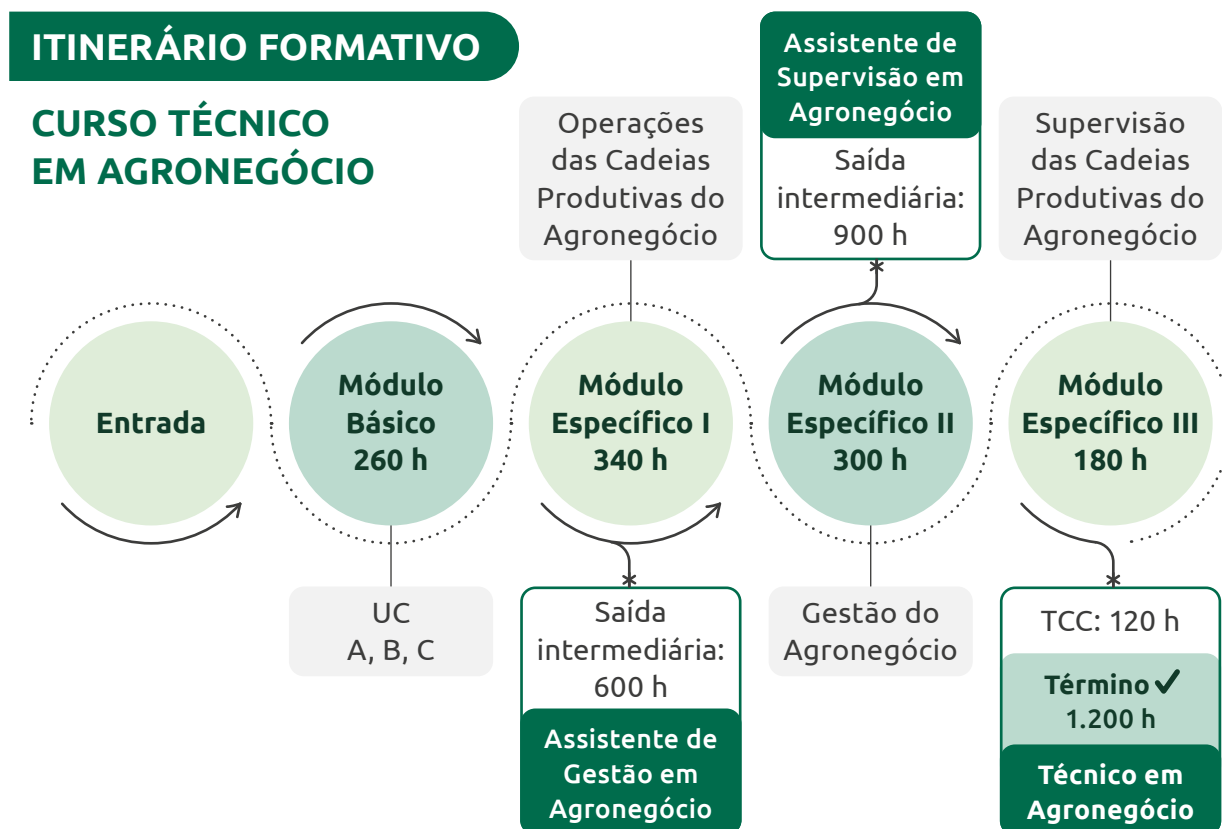 ITINERÁRIO FORMATIVO
CURSO TÉCNICO
EM AGRONEGÓCIO
Entrada
Módulo
Básico
260 h
UC
A, B, C
Operações
das Cadeias
Produtivas do
Agronegócio
Módulo
Específico I
340 h
Saída
intermediária:
600 h
Assistente de
Gestão em
Agronegócio
Assistente de
Supervisão em
Agronegócio
Saída
intermediária:
900 h
Módulo
Específico II
300 h
Gestão do
Agronegócio
Supervisão
das Cadeias
Produtivas do
Agronegócio
Módulo
Específico III
180 h
TCC: 120 h
Término ✓
1.200 h
Técnico em
Agronegócio